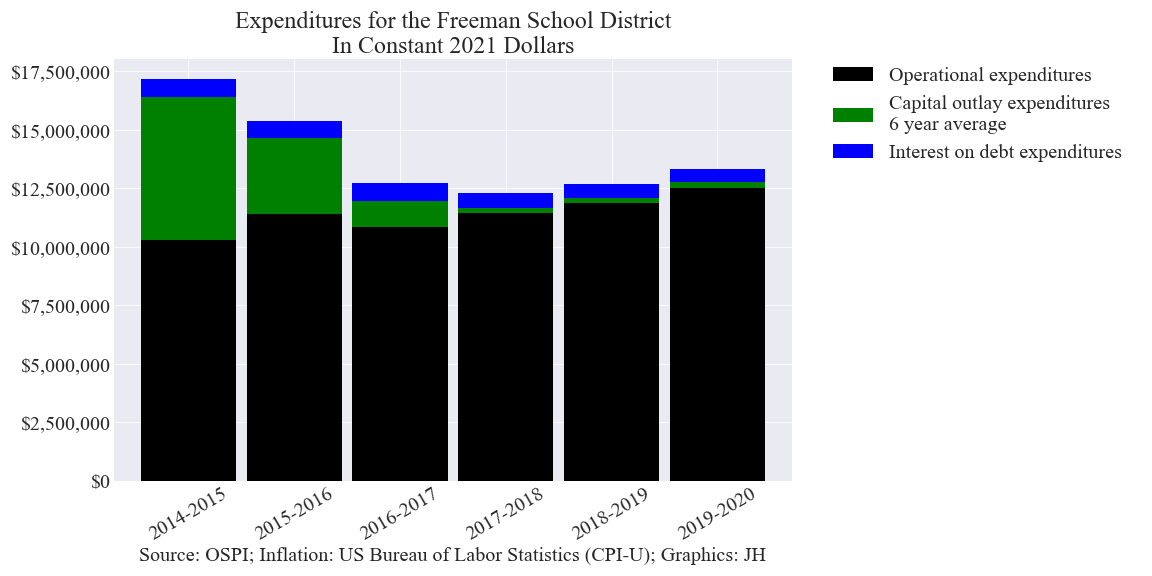 Expenditures for the Freeman School District
In Constant 2021 Dollars
$17,500,000
$15,000,000
$12,500,000
$10,000,000
$7,500,000
$5,000,000
$2,500,000
$0
2014-2015
2015-2016
2016-2017
2017-2018
2018-2019
2019-2020
Source: OSPI; Inflation: US Bureau of Labor Statistics (CPI-U); Graphics: JH
Operational expenditures
Capital outlay expenditures
6 year average
Interest on debt expenditures